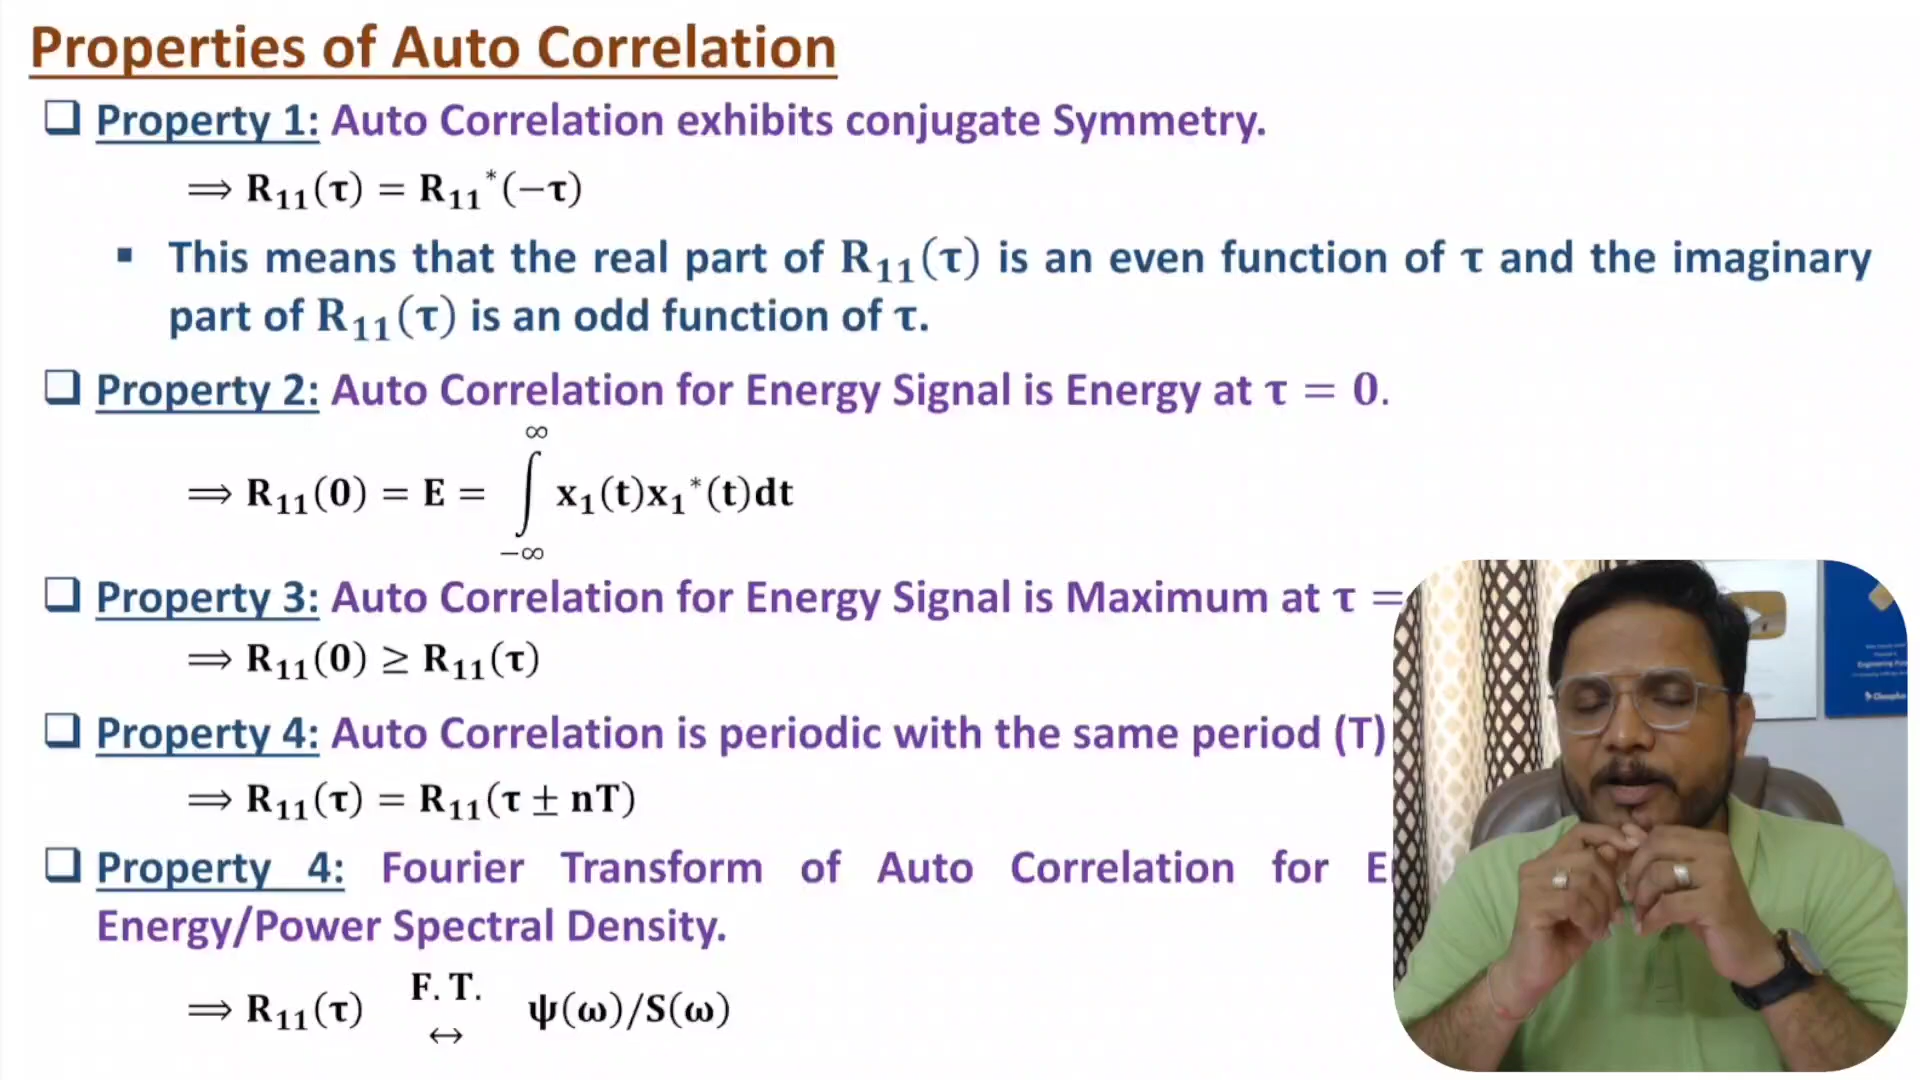 Properties of Auto Correlation
❑ Property 1: Auto Correlation exhibits conjugate Symmetry.
⟹ R₁₁(τ) = R₁₁*(−τ)
▪ This means that the real part of R₁₁(τ) is an even function of τ and the imaginary
part of R₁₁(τ) is an odd function of τ.
❑ Property 2: Auto Correlation for Energy Signal is Energy at τ = 0.
⟹ R₁₁(0) = E = ∫_{−∞}^{∞} x₁(t)x₁*(t)dt
❑ Property 3: Auto Correlation for Energy Signal is Maximum at τ =
⟹ R₁₁(0) ≥ R₁₁(τ)
❑ Property 4: Auto Correlation is periodic with the same period (T)
⟹ R₁₁(τ) = R₁₁(τ ± nT)
❑ Property 4: Fourier Transform of Auto Correlation for E
Energy/Power Spectral Density.
⟹ R₁₁(τ) F.T. ↔ ψ(ω)/S(ω)